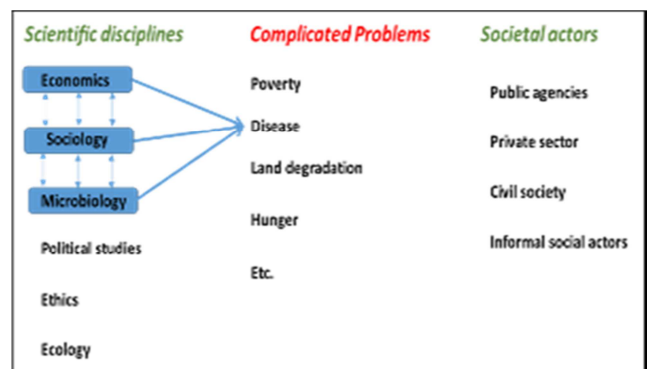 Scientific disciplines
Economics
Sociology
Microbiology
Political studies
Ethics
Ecology
Complicated Problems
Poverty
Disease
Land degradation
Hunger
Etc.
Societal actors
Public agencies
Private sector
Civil society
Informal social actors